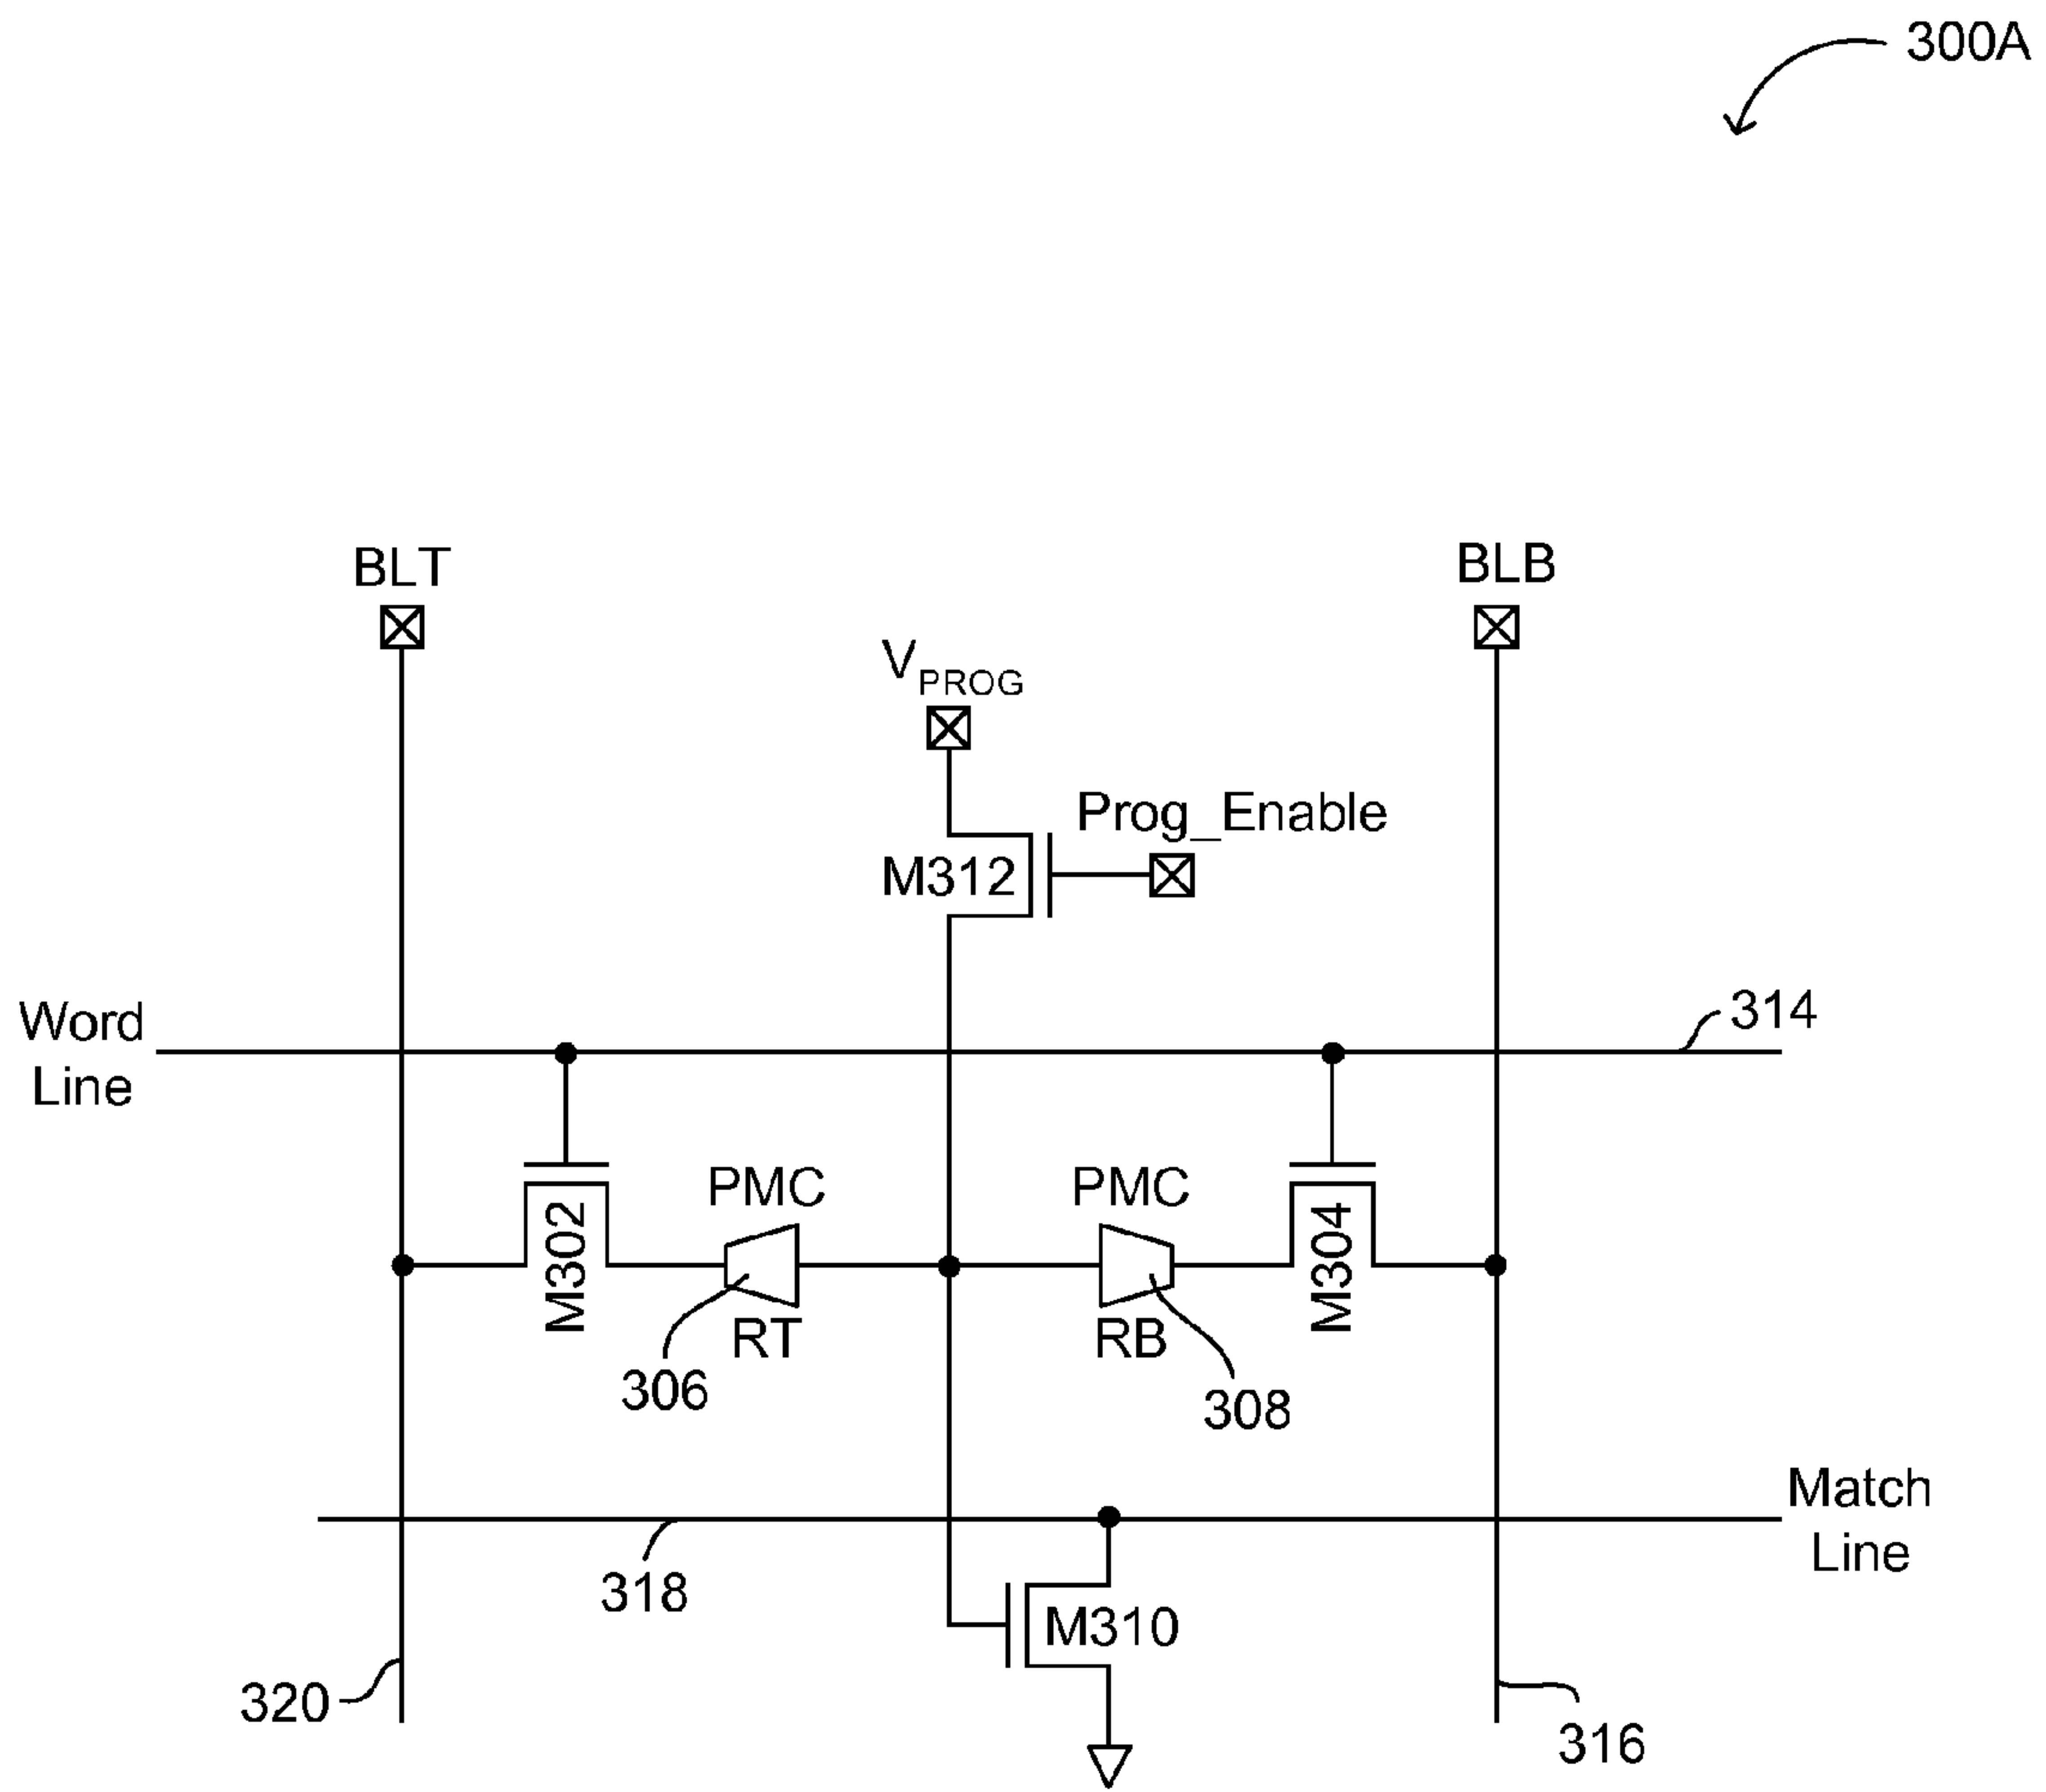 300A
BLT
BLB
VPROG
Prog_Enable
M312
Word
Line
314
PMC
PMC
M302
M304
RT
RB
306
308
Match
Line
318
M310
320
316